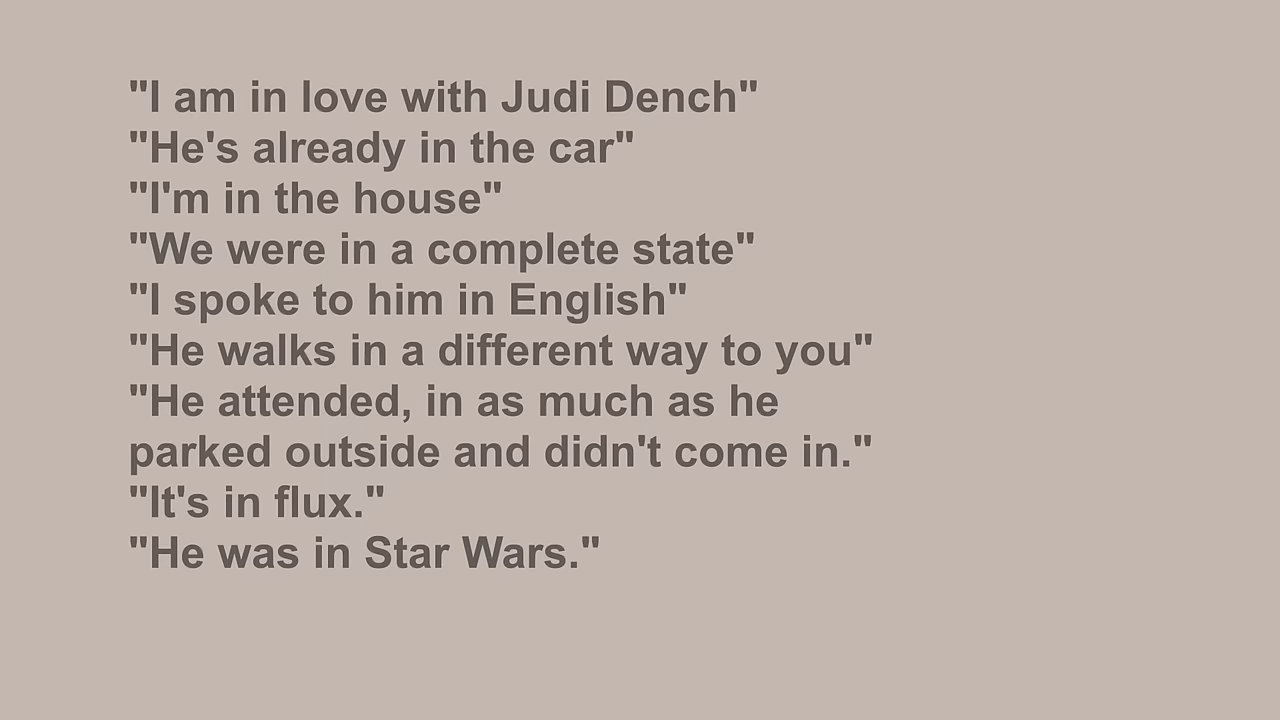 "I am in love with Judi Dench"
"He's already in the car"
"I'm in the house"
"We were in a complete state"
"I spoke to him in English"
"He walks in a different way to you"
"He attended, in as much as he
parked outside and didn't come in."
"It's in flux."
"He was in Star Wars."